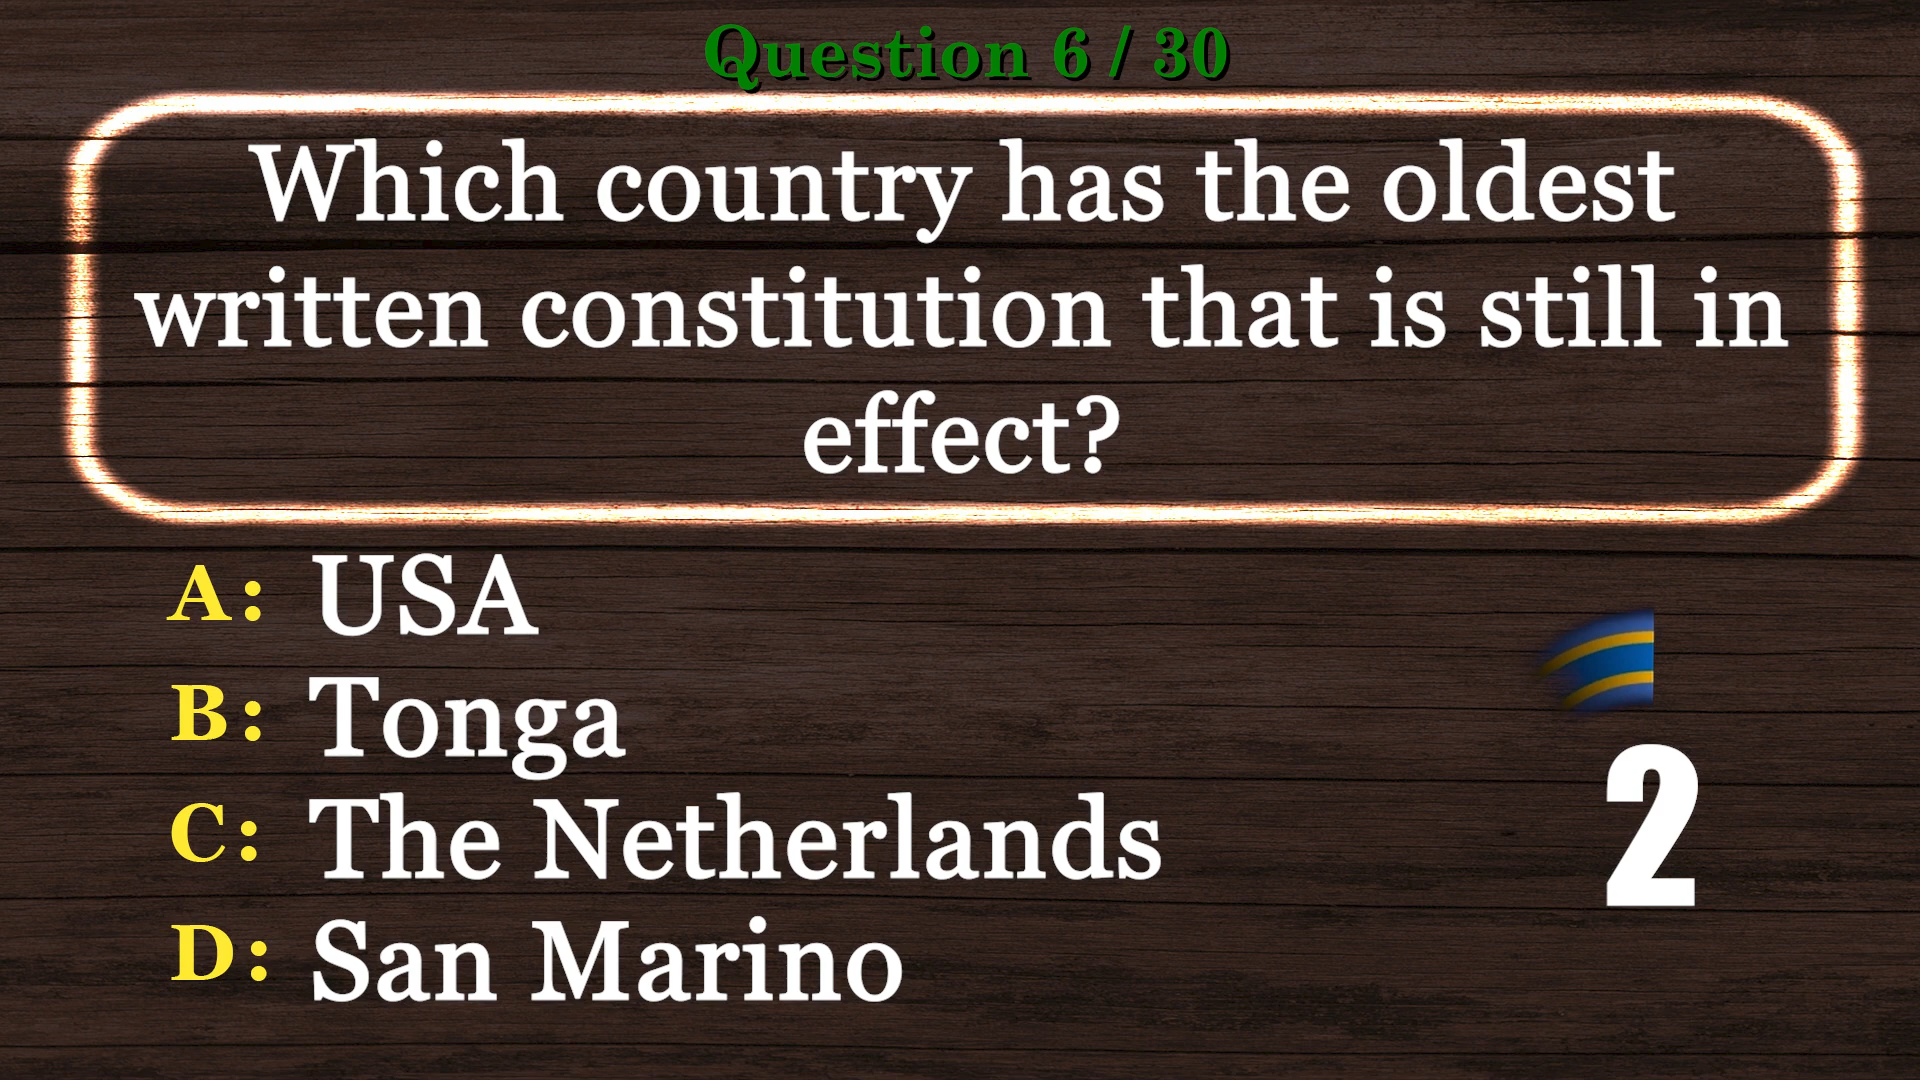 Question 6 / 30
Which country has the oldest
written constitution that is still in
effect?
A: USA
B: Tonga
C: The Netherlands
2
D: San Marino